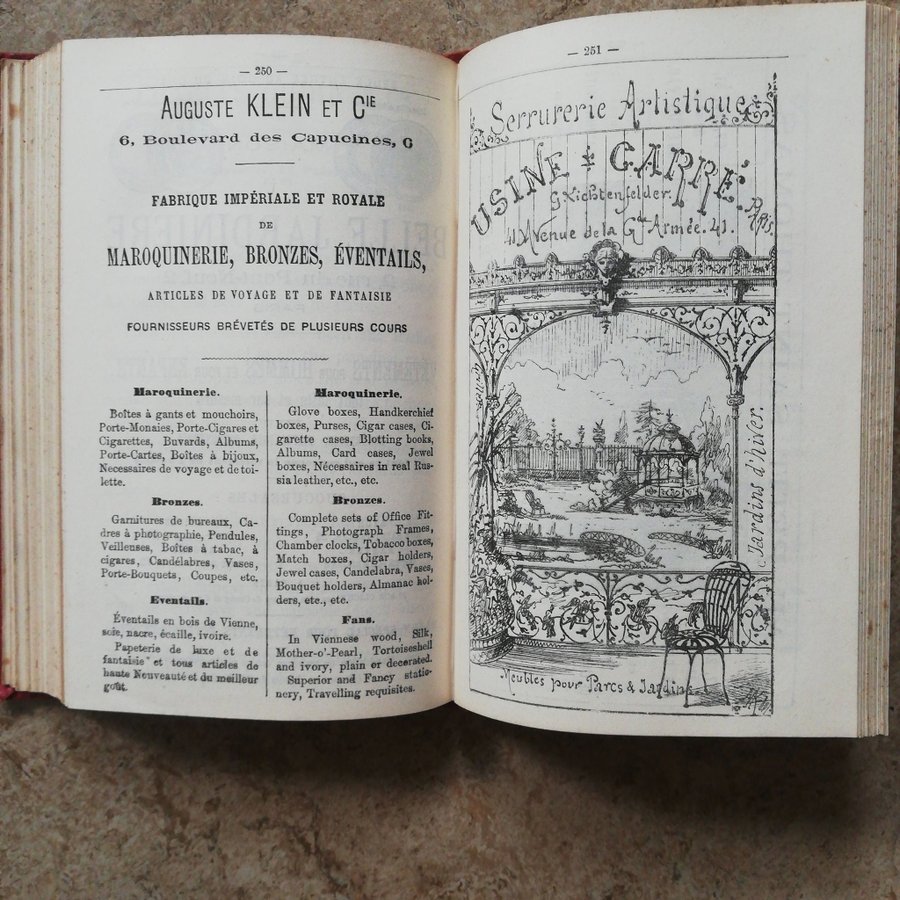 — 250 —
AUGUSTE KLEIN ET CIE
6, Boulevard des Capucines, 6
FABRIQUE IMPÉRIALE ET ROYALE
DE
MAROQUINERIE, BRONZES, ÉVENTAILS,
ARTICLES DE VOYAGE ET DE FANTAISIE
FOURNISSEURS BRÉVETÉS DE PLUSIEURS COURS
Maroquinerie.
Boîtes à gants et mouchoirs,
Porte-Monaies, Porte-Cigares et
Cigarettes, Buvards, Albums,
Porte-Cartes, Boîtes à bijoux,
Necessaires de voyage et de toi-
lette.
Bronzes.
Garnitures de bureaux, Ca-
dres à photographie, Pendules,
Veilleuses, Boîtes à tabac, à
cigares, Candélabres, Vases,
Porte-Bouquets, Coupes, etc.
Eventails.
Éventails en bois de Vienne,
soie, nacre, écaille, ivoire.
Papeterie de luxe et de
fantaisie et tous articles de
haute Nouveauté et du meilleur
goût.
Maroquinerie.
Glove boxes, Handkerchief
boxes, Purses, Cigar cases, Ci-
garette cases, Blotting books,
Albums, Card cases, Jewel
boxes, Nécessaires in real Rus-
sia leather, etc., etc.
Bronzes.
Complete sets of Office Fit-
tings, Photograph Frames,
Chamber clocks, Tobacco boxes,
Match boxes, Cigar holders,
Jewel cases, Candelabra, Vases,
Bouquet holders, Almanac hol-
ders, etc., etc.
Fans.
In Viennese wood, Silk,
Mother-o'-Pearl, Tortoiseshell
and ivory, plain or decorated.
Superior and Fancy statio-
nery, Travelling requisites.
— 251 —
Serrurerie Artistique
USINE CARRÉ.
G. Lichtenfelder.
41 Avenue de la Gde Armée. 41. PARIS.
Jardins d'hiver.
Meubles pour Parcs & Jardins